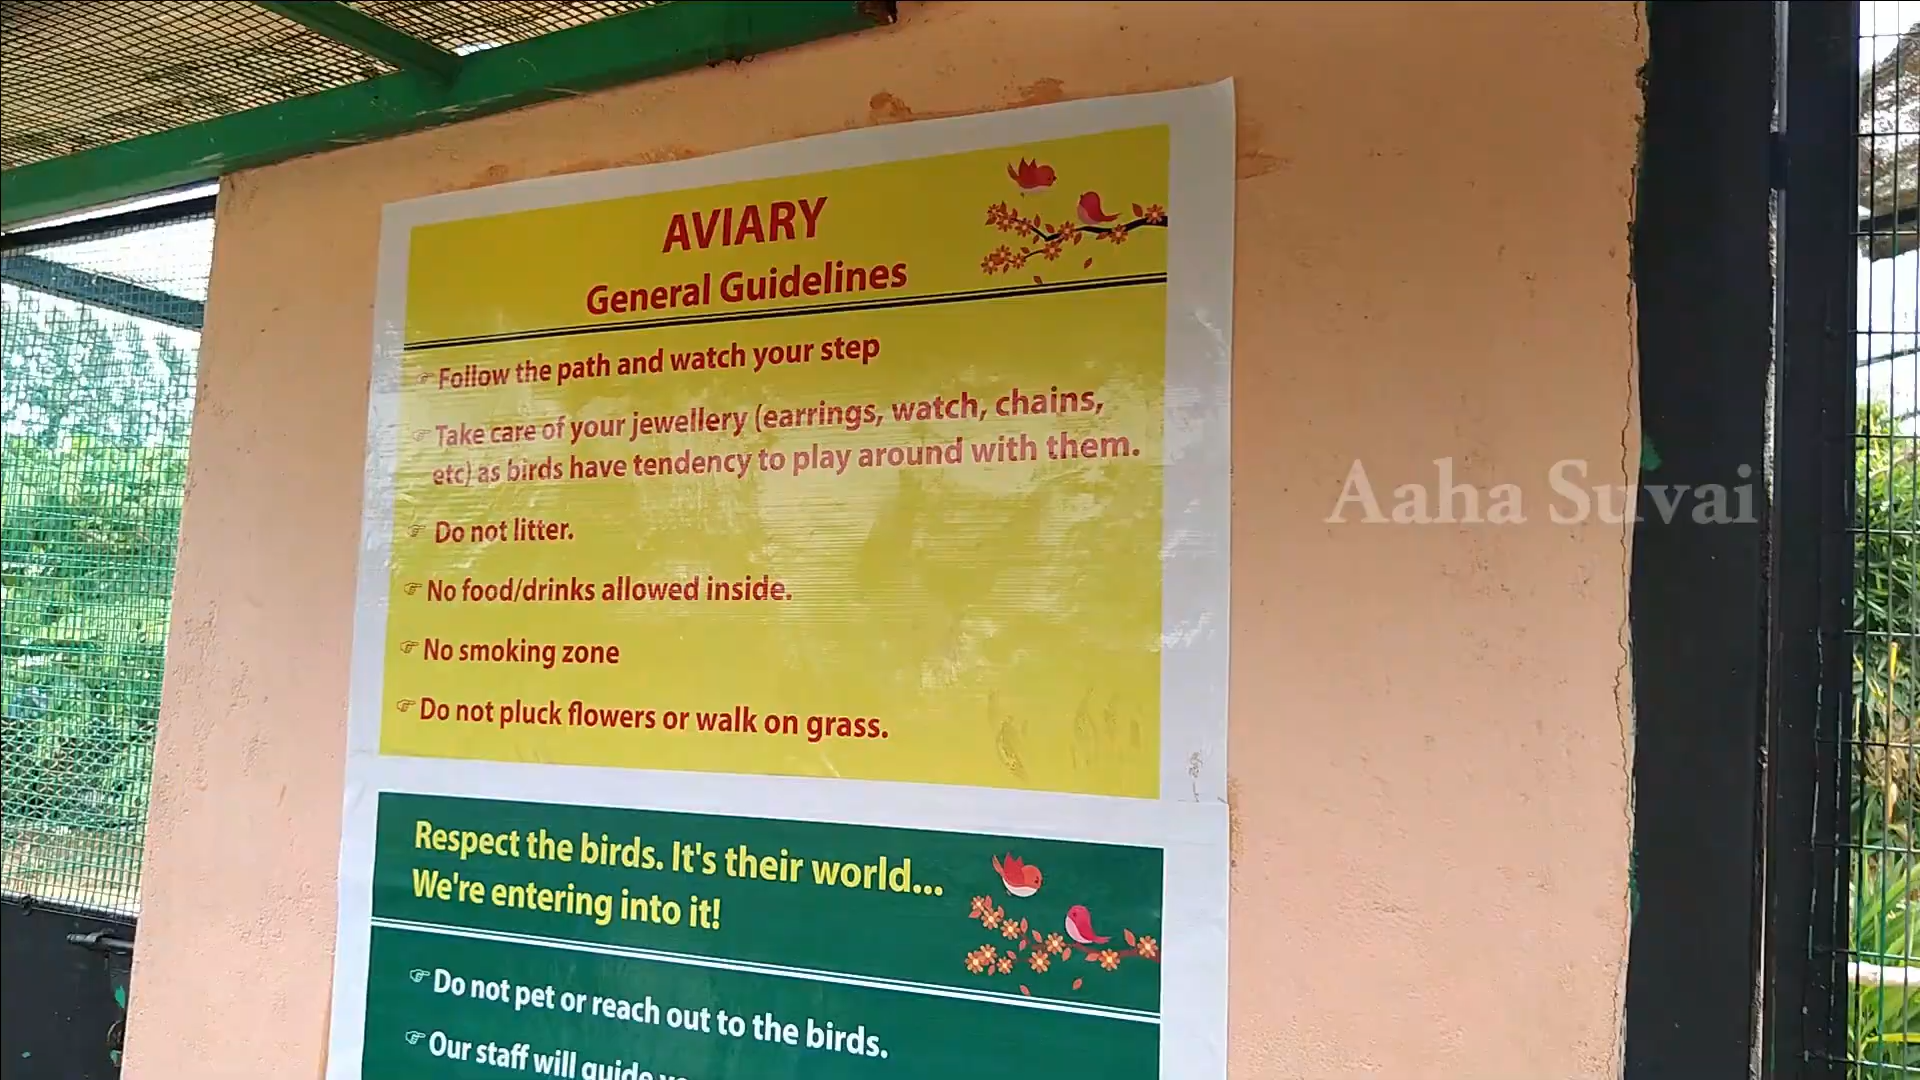 AVIARY
General Guidelines
Follow the path and watch your step
Take care of your jewellery (earrings, watch, chains,
etc) as birds have tendency to play around with them.
Do not litter.
No food/drinks allowed inside.
No smoking zone
Do not pluck flowers or walk on grass.
Respect the birds. It's their world...
We're entering into it!
Do not pet or reach out to the birds.
Our staff will guide
Aaha Suvai